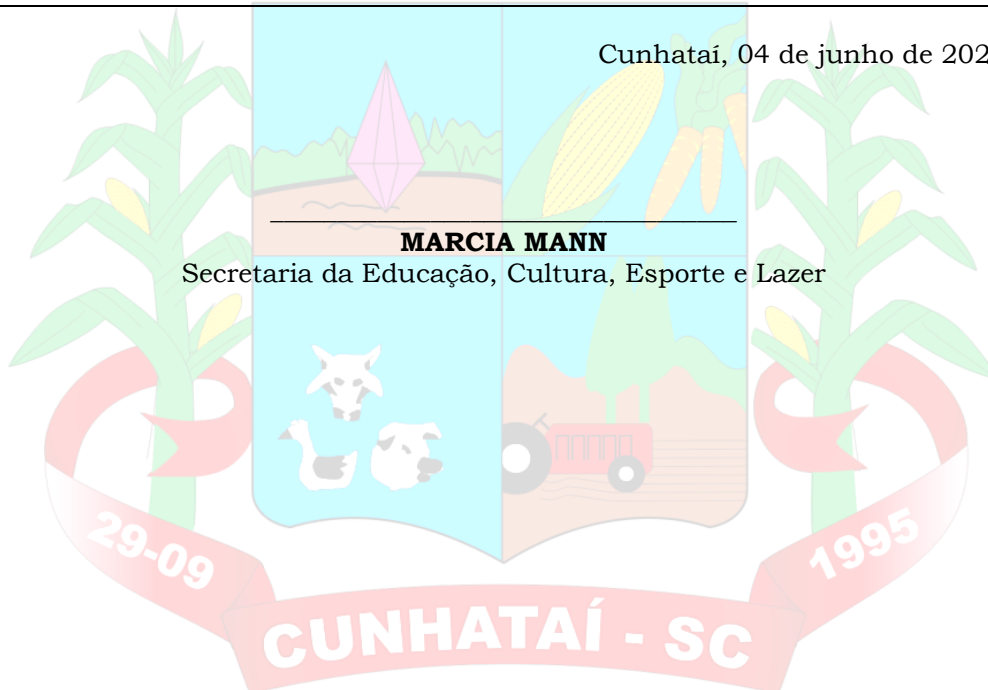 Cunhataí, 04 de junho de 202
MARCIA MANN
Secretaria da Educação, Cultura, Esporte e Lazer
29-09
1995
CUNHATAÍ - SC